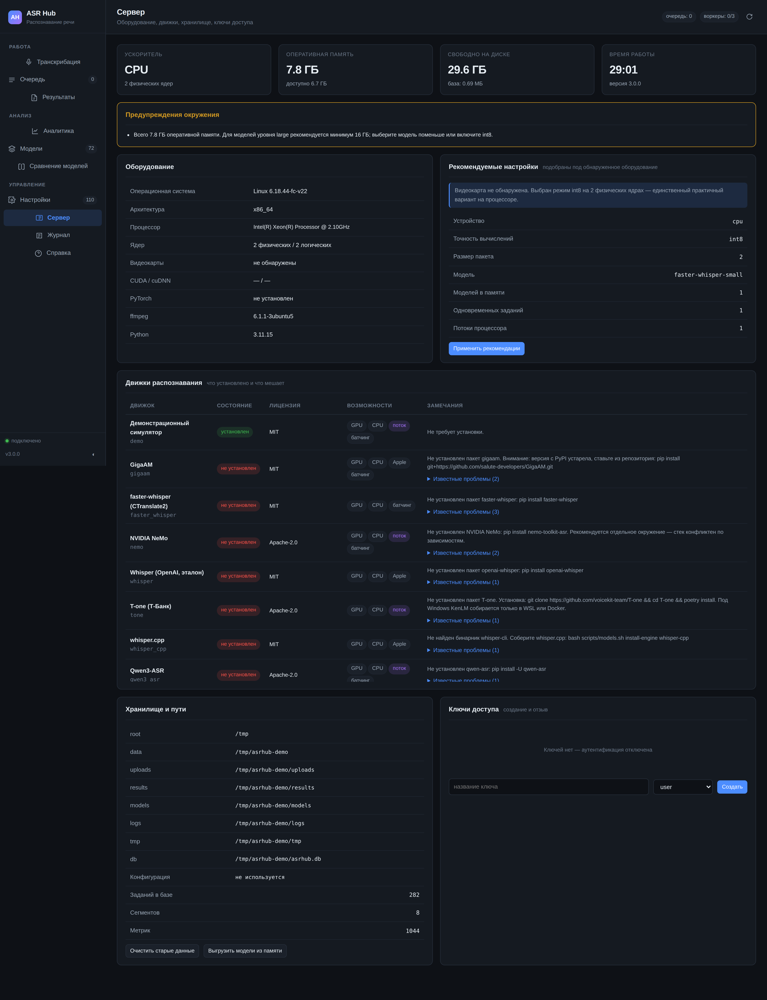 AH
ASR Hub
Распознавание речи
РАБОТА
Транскрибация
Очередь 0
Результаты
АНАЛИЗ
Аналитика
Модели 72
Сравнение моделей
УПРАВЛЕНИЕ
Настройки 110
Сервер
Журнал
Справка
подключено
v3.0.0
Сервер
Оборудование, движки, хранилище, ключи доступа
очередь: 0 воркеры: 0/3
УСКОРИТЕЛЬ
CPU
2 физических ядер
ОПЕРАТИВНАЯ ПАМЯТЬ
7.8 ГБ
доступно 6.7 ГБ
СВОБОДНО НА ДИСКЕ
29.6 ГБ
база: 0.69 МБ
ВРЕМЯ РАБОТЫ
29:01
версия 3.0.0
Предупреждения окружения
• Всего 7.8 ГБ оперативной памяти. Для моделей уровня large рекомендуется минимум 16 ГБ; выберите модель поменьше или включите int8.
Оборудование
Операционная система Linux 6.18.44-fc-v22
Архитектура x86_64
Процессор Intel(R) Xeon(R) Processor @ 2.10GHz
Ядер 2 физических / 2 логических
Видеокарты не обнаружены
CUDA / cuDNN — / —
PyTorch не установлен
ffmpeg 6.1.1-3ubuntu5
Python 3.11.15
Рекомендуемые настройки подобраны под обнаруженное оборудование
Видеокарта не обнаружена. Выбран режим int8 на 2 физических ядрах — единственный практичный
вариант на процессоре.
Устройство cpu
Точность вычислений int8
Размер пакета 2
Модель faster-whisper-small
Моделей в памяти 1
Одновременных заданий 1
Потоки процессора 1
Применить рекомендации
Движки распознавания что установлено и что мешает
ДВИЖОК СОСТОЯНИЕ ЛИЦЕНЗИЯ ВОЗМОЖНОСТИ ЗАМЕЧАНИЯ
Демонстрационный
симулятор
demo
установлен
MIT
GPU CPU поток
батчинг
Не требует установки.
GigaAM
gigaam
не установлен
MIT
GPU CPU Apple
батчинг
Не установлен пакет gigaam. Внимание: версия с PyPI устарела, ставьте из репозитория: pip install
git+https://github.com/salute-developers/GigaAM.git
Известные проблемы (2)
faster-whisper
(CTranslate2)
faster_whisper
не установлен
MIT
GPU CPU батчинг
Не установлен пакет faster-whisper: pip install faster-whisper
Известные проблемы (3)
NVIDIA NeMo
nemo
не установлен
Apache-2.0
GPU CPU поток
батчинг
Не установлен NVIDIA NeMo: pip install nemo-toolkit-asr. Рекомендуется отдельное окружение — стек конфликтен по
зависимостям.
Известные проблемы (2)
Whisper (OpenAI, эталон)
whisper
не установлен
MIT
GPU CPU Apple
Не установлен пакет openai-whisper: pip install openai-whisper
Известные проблемы (1)
T-one (Т-Банк)
tone
не установлен
Apache-2.0
GPU CPU поток
Не установлен пакет T-one. Установка: git clone https://github.com/voicekit-team/T-one && cd T-one && poetry install. Под
Windows KenLM собирается только в WSL или Docker.
Известные проблемы (1)
whisper.cpp
whisper_cpp
не установлен
MIT
GPU CPU Apple
Не найден бинарник whisper-cli. Соберите whisper.cpp: bash scripts/models.sh install-engine whisper-cpp
Известные проблемы (1)
Qwen3-ASR
qwen3_asr
не установлен
Apache-2.0
GPU CPU поток
батчинг
Не установлен qwen-asr: pip install -U qwen-asr
Известные проблемы (1)
Хранилище и пути
root /tmp
data /tmp/asrhub-demo
uploads /tmp/asrhub-demo/uploads
results /tmp/asrhub-demo/results
models /tmp/asrhub-demo/models
logs /tmp/asrhub-demo/logs
tmp /tmp/asrhub-demo/tmp
db /tmp/asrhub-demo/asrhub.db
Конфигурация не используется
Заданий в базе 282
Сегментов 8
Метрик 1044
Очистить старые данные Выгрузить модели из памяти
Ключи доступа создание и отзыв
Ключей нет — аутентификация отключена
название ключа user Создать